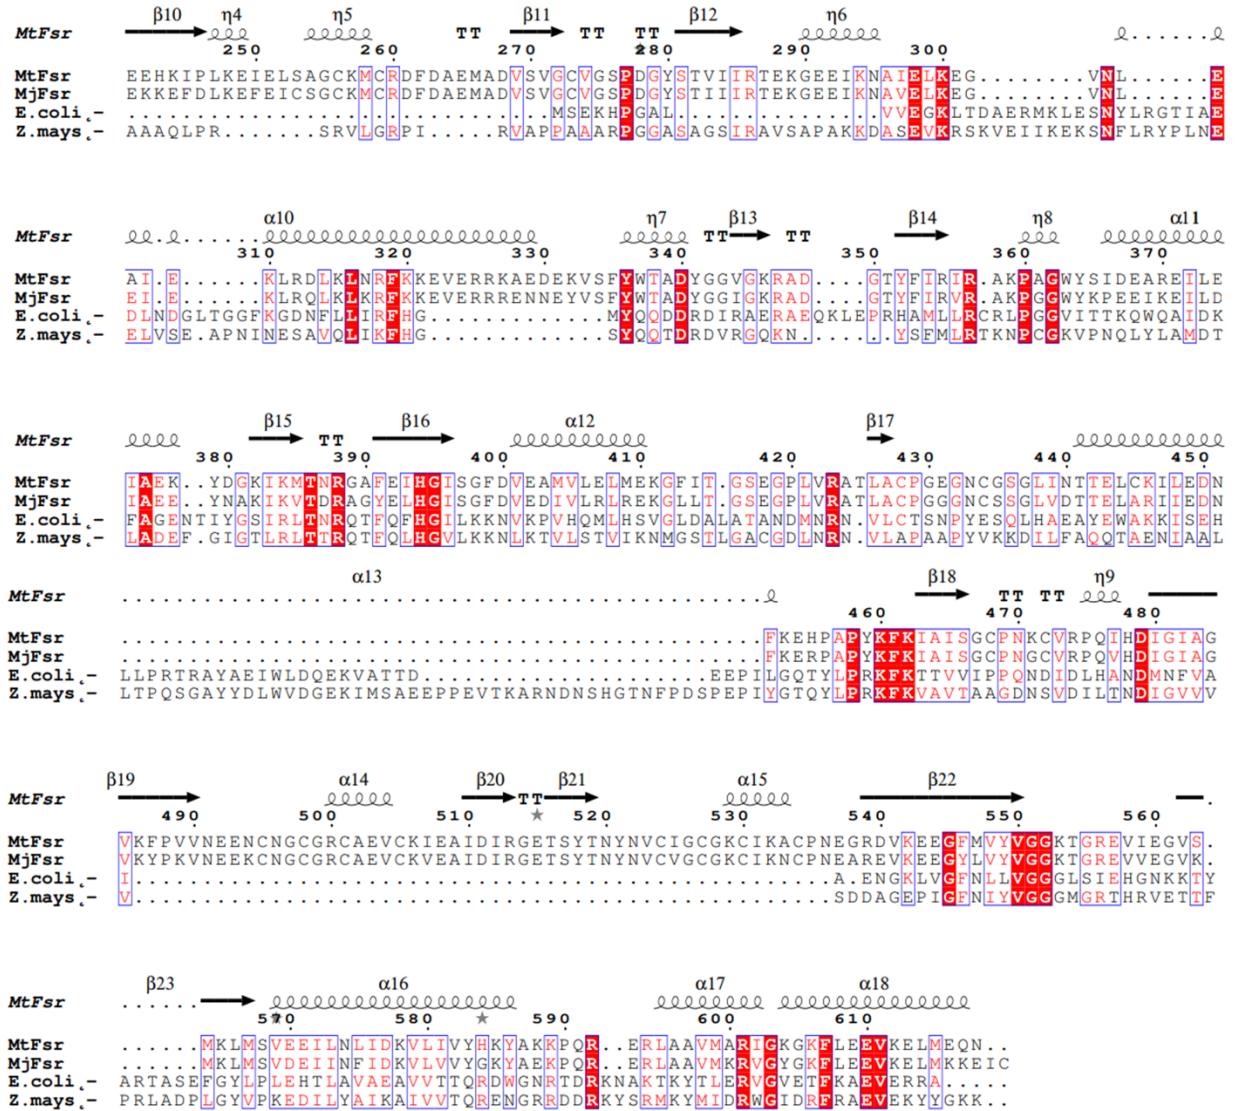 β10 η4 η5 β11 β12 η6
MtFsr TT TT TT
250 260 270 280 290 300
MtFsr EEHKIPLKEIELSAGCKMCRDFDAEMADVSVGCVGSPDGYSTVIIRTEKGEEIKNAIELKEG........VNL......E
MjFsr EKKEFDLKEFEICSGCKMCRDFDAEMADVSVGCVGSPDGYSTIIIRTEKGEEIKNAVELKEG........VNL......E
E.coli.- ...............................MSEKHPGAL...............VVEGKLTDAERMKLESNYLRGTIAE
Z.mays.- AAAQLPR.......SRVLGRPI......RVAPPAAARPGGASAGSIRAVSAPAKKDASEVKRSKVEIIKEKSNFLRYPLNE
α10 η7 β13 β14 η8 α11
MtFsr TT TT
310 320 330 340 350 360 370
MtFsr AI.E......KLRDLKLNRFKKEVERRKAEDEKVSFYWTADYGGVGKRAD....GTYFIRIR.AKPAGWYSIDEAREILE
MjFsr EI.E......KLRQLKLKRFKKEVERRRENNEYVSFYWTADYGGIGKRAD....GTYFIRVR.AKPGGWYKPEEIKEILD
E.coli.- DLNDGLTGGFKGDNFLLIRFHG..............MYQQDDRDIRAERAEQKLEPRHAMLLRCRLPGGVITTKQWQAIDK
Z.mays.- ELVSE.APNINESAVQLIKFHG..............SYQQTDRDVRGQKN......YSFMLRTKNPCGKVPNQLYLAMDT
β15 β16 α12 β17
MtFsr TT
380 390 400 410 420 430 440 450
MtFsr IAEK..YDGKIKMTNRGAFEIHGISGFDVEAMVLELMEKGFIT.GSEGPLVRATLACPGEGNCSSGLINTTELCKILEDN
MjFsr IAEE..YNAKIKVTDRAGYELHGISGFDVEDIVLRLREKGLLT.GSEGPLVRATLACPGGGNCGSGLVDTTELARIIEDN
E.coli.- FAGENTIYGSIRLTNRQTFQFHGILKKNVKPVHQMLHSVGLDALATANDMNRN.VLCTSNPYESQLHAEAYEWAKKISEH
Z.mays.- LADEF.GIGTLRLTTRQTFQLHGVLKKNLKTVLSTVIKNMGSTLGACGDLNRN.VLAPAAPYVKKDILFAQQTAENIAAL
α13 β18 η9
MtFsr TT TT
460 470 480
MtFsr ...............................................FKEHPAPYKFKIAISGCPNKCVRPQIHDIGIAG
MjFsr ...............................................FKERPAPYKFKIAISGCPNGCVRPQVHDIGIAG
E.coli.- LLPRTRAYAEIWLDQEKVATTD.....................EEPILGQTYLPRKFKTTVVIPPQNDIDLHANDMNFVA
Z.mays.- LTPQSGAYYDLWVDGEKIMSAEEPPEVTKARNDNSHGTNFPDSPEPIYGTQYLPRKFKVAVTAAGDNSVDILTNDIGVVV
β19 α14 β20 β21 α15 β22
MtFsr TT
490 500 510 520 530 540 550 560
MtFsr VKFPVVNEENCNGCGRCAEVCKIEAIDIRGETSYTNYNVCIGCGKCIKACPNEGRDVKEEGFMVYVGGKTGREVIEGVS.
MjFsr VKYPKVNEEKCNGCGRCAEVCKVEAIDIRGETSYTNYNVCVGCGKCIKNCPNEAREVKEEGYLVYVGGKTGREVVEGVK.
E.coli.- I...................................................A.ENGKLVGFNLLVGGGLSIEHGNKKTY
Z.mays.- V...................................................SDDAGEPIGFNIYVGGGMGRTHRVETTF
β23 α16 α17 α18
MtFsr ......
570 580 590 600 610
MtFsr ......MKLMSVEEILNLIDKVLIVYHKYAKKPQR..ERLAAVMARIGKGKFLEEVKELMEQN..
MjFsr ......MKLMSVDEIINFIDKVLVVYGKYAEKPQR..ERLAAVMKRVGYGKFLEEVKELMKKEIC
E.coli.- ARTASEFGYLPLEHTLAVAEAVVTTQRDWGNRTDRKNAKTKYTLERVGVETFKAEVERRA.....
Z.mays.- PRLADPLGYVPKEDILYAIKAIVVTQRENGRRDDRKYSRMKYMIDRWGIDRFRAEVEKYYGKK..